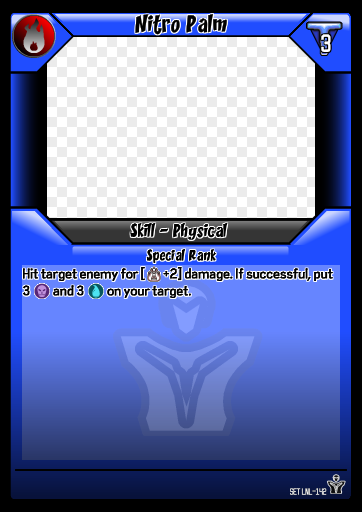 Nitro Palm
3
Skill - Physical
Special Rank
Hit target enemy for [ +2] damage. If successful, put
3 and 3 on your target.
SET LNL-142